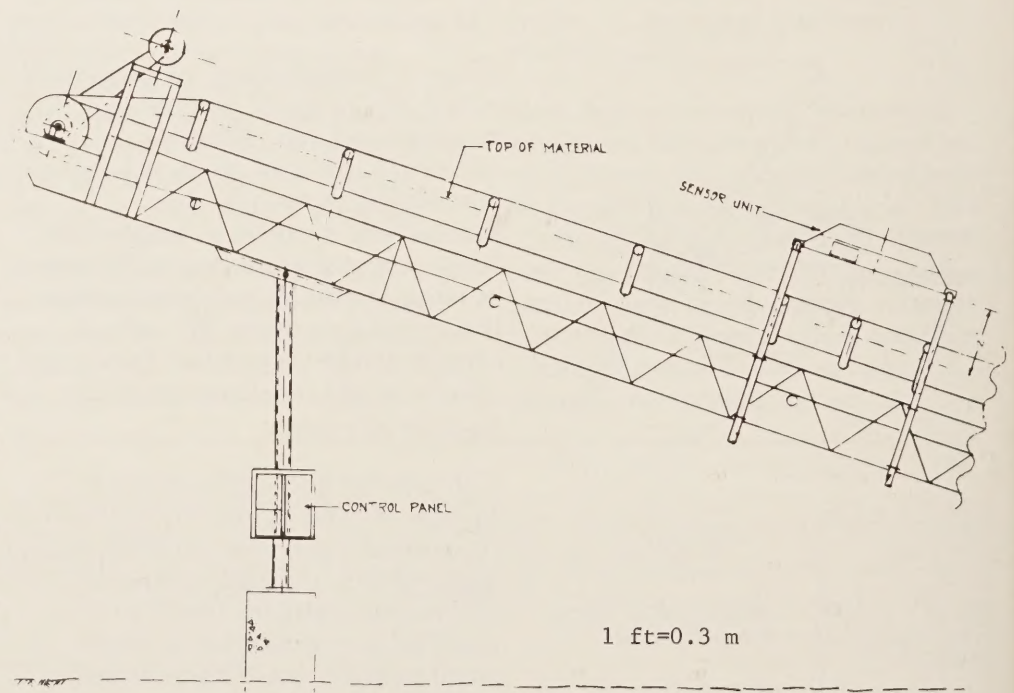 TOP OF MATERIAL
SENSOR UNIT
CONTROL PANEL
1 ft=0.3 m